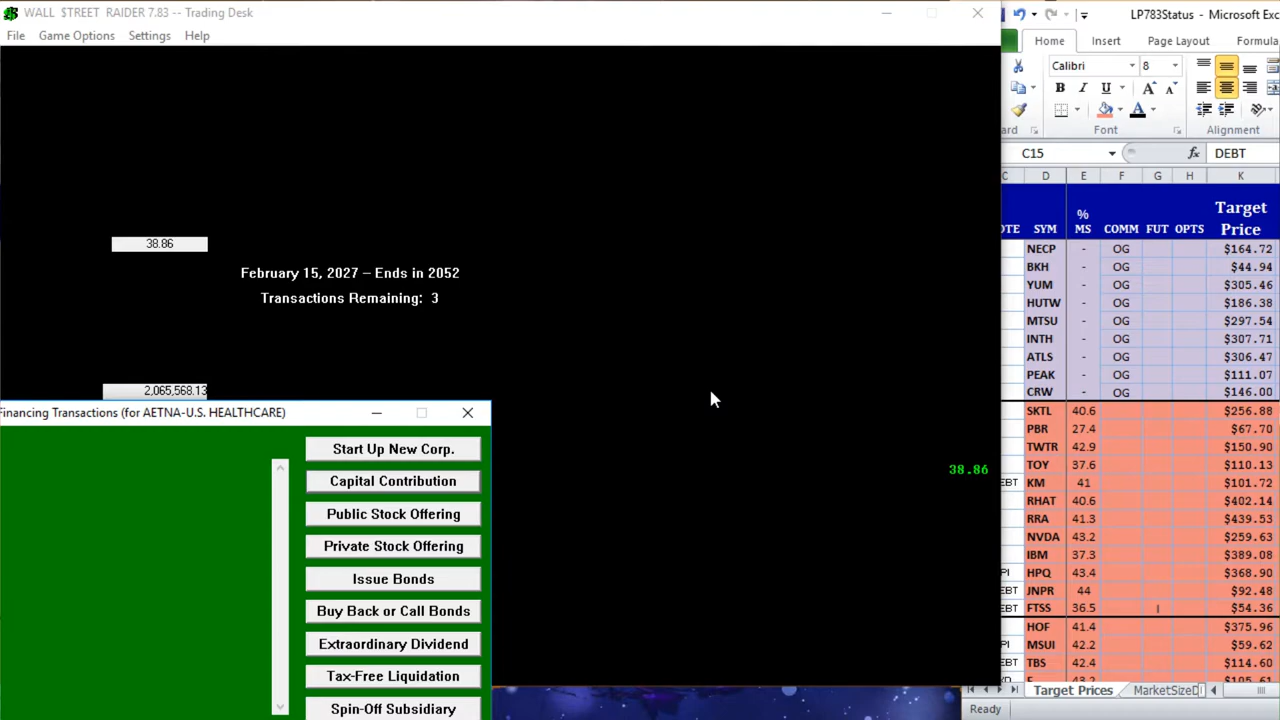 WALL $TREET RAIDER 7.83 -- Trading Desk
File Game Options Settings Help
38.86
February 15, 2027 – Ends in 2052
Transactions Remaining: 3
2,065,568.13
Financing Transactions (for AETNA-U.S. HEALTHCARE)
Start Up New Corp.
Capital Contribution
Public Stock Offering
Private Stock Offering
Issue Bonds
Buy Back or Call Bonds
Extraordinary Dividend
Tax-Free Liquidation
Spin-Off Subsidiary
38.86
LP783Status - Microsoft Exc
Home Insert Page Layout Formula
Calibri 8
B I U A A
A
ard Font Alignment
C15 fx DEBT
C D E F G H K
OTE SYM % MS COMM FUT OPTS Target Price
NECP - OG $164.72
BKH - OG $44.94
YUM - OG $305.46
HUTW - OG $186.38
MTSU - OG $297.54
INTH - OG $307.71
ATLS - OG $306.47
PEAK - OG $111.07
CRW - OG $146.00
SKTL 40.6 $256.88
PBR 27.4 $67.70
TWTR 42.9 $150.90
TOY 37.6 $110.13
EBT KM 41 $101.72
RHAT 40.6 $402.14
RRA 41.3 $439.53
NVDA 43.2 $259.63
IBM 37.3 $389.08
PI HPQ 43.4 $368.90
EBT JNPR 44 $92.48
EBT FTSS 36.5 I $54.36
HOF 41.4 $375.96
PI MSUI 42.2 $59.62
EBT TBS 42.4 $114.60
Target Prices MarketSizeD
Ready